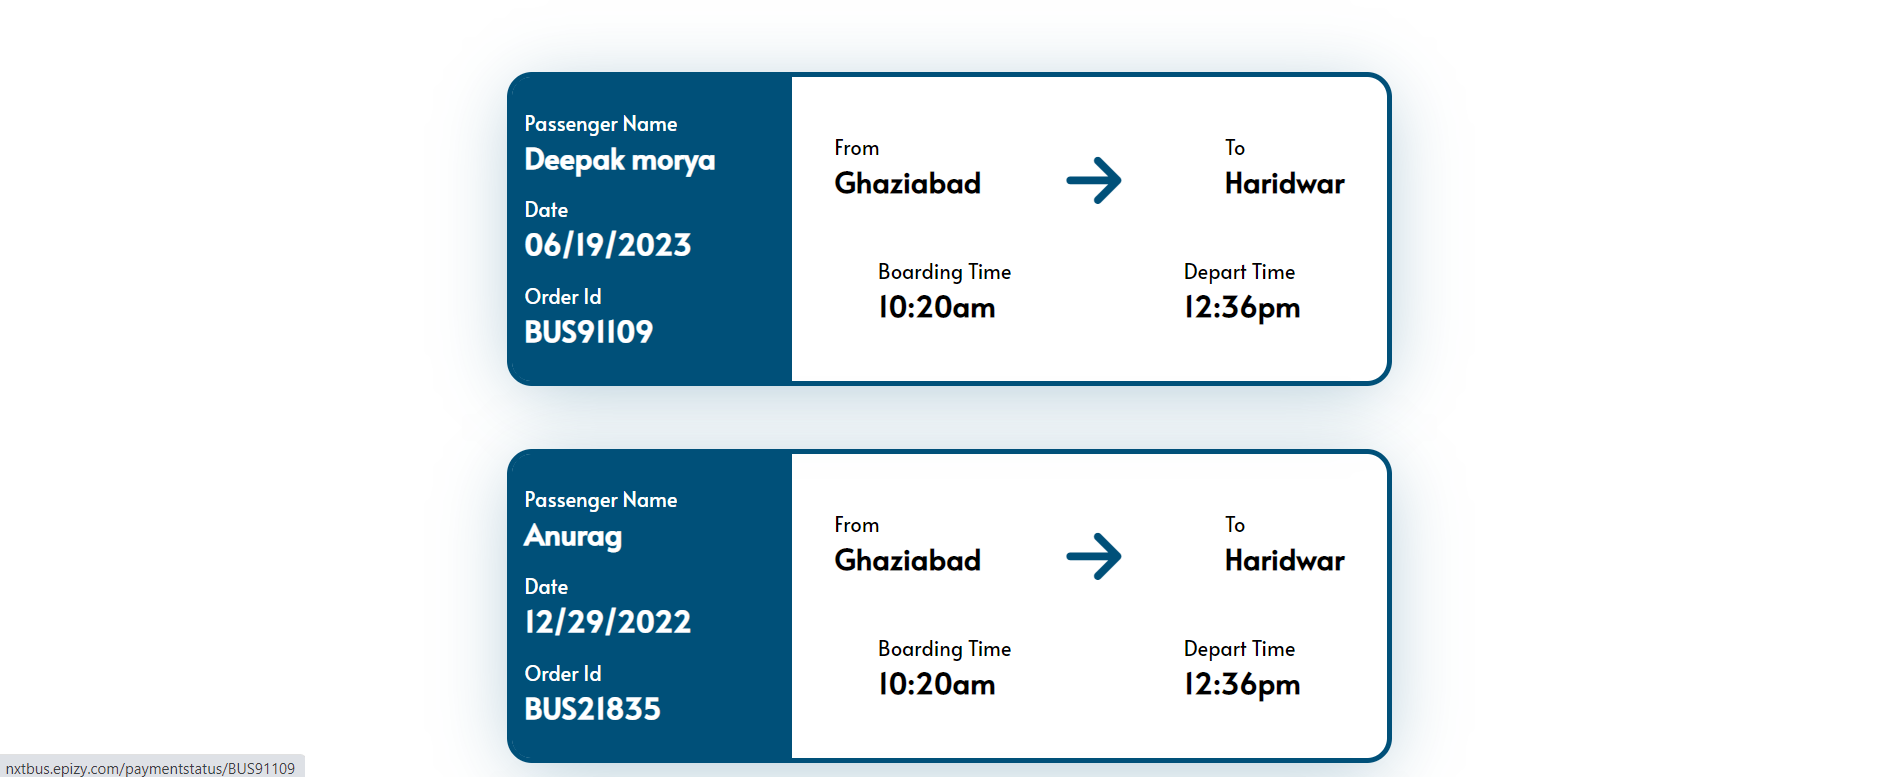 Passenger Name
Deepak morya
Date
06/19/2023
Order Id
BUS91109
From
Ghaziabad
To
Haridwar
Boarding Time
10:20am
Depart Time
12:36pm
Passenger Name
Anurag
Date
12/29/2022
Order Id
BUS21835
From
Ghaziabad
To
Haridwar
Boarding Time
10:20am
Depart Time
12:36pm
nxtbus.epizy.com/paymentstatus/BUS91109